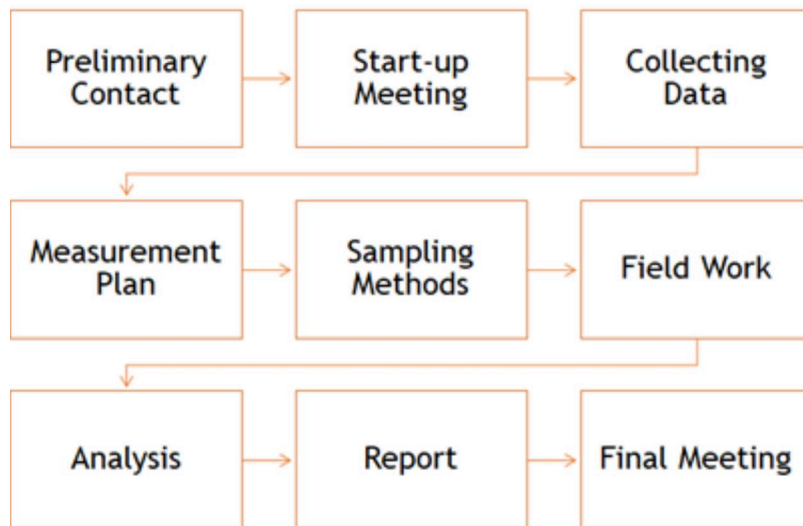 Preliminary
Contact
Start-up
Meeting
Collecting
Data
Measurement
Plan
Sampling
Methods
Field Work
Analysis
Report
Final Meeting